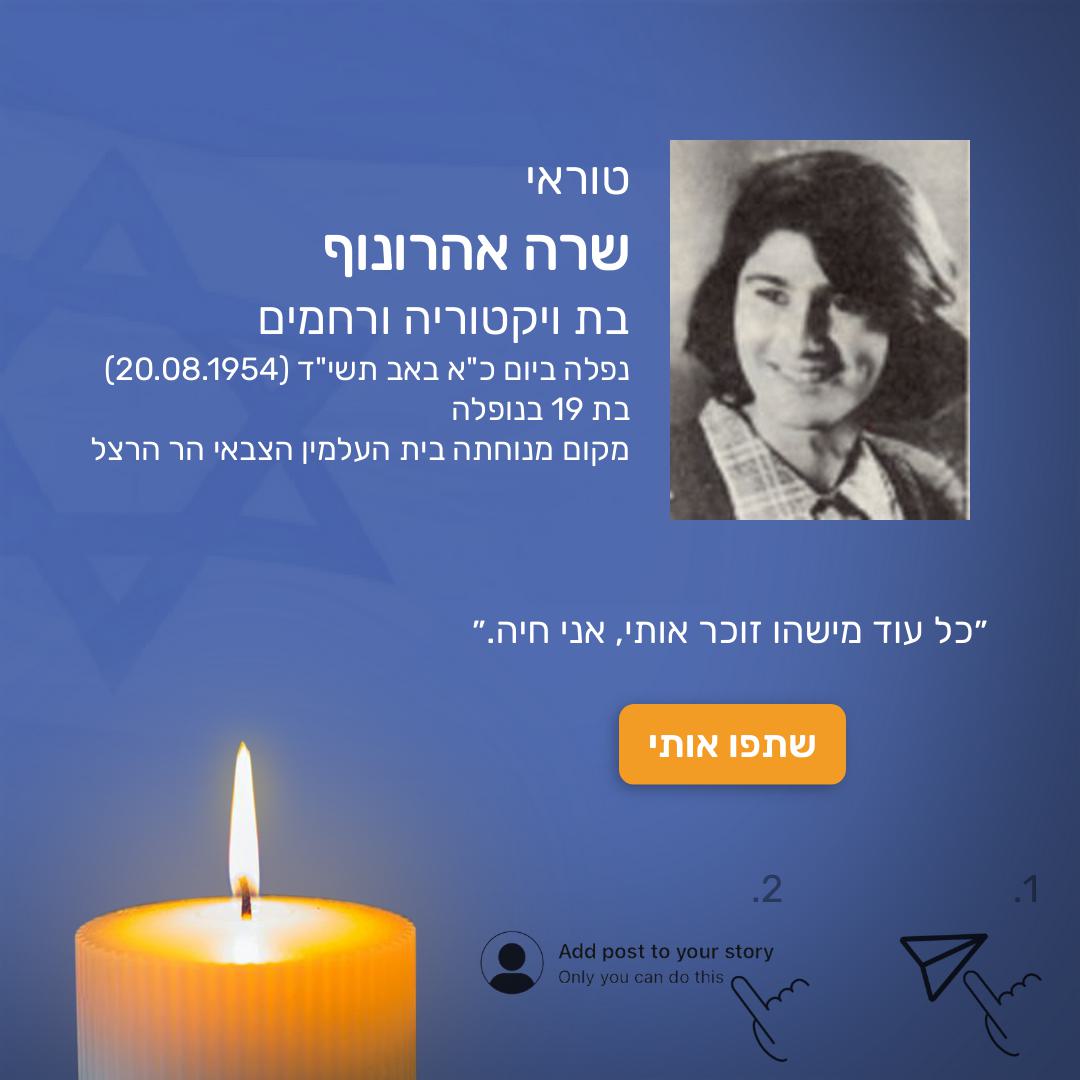 טוראי
שרה אהרונוף
בת ויקטוריה ורחמים
נפלה ביום כ"א באב תשי"ד (20.08.1954)
בת 19 בנופלה
מקום מנוחתה בית העלמין הצבאי הר הרצל
״כל עוד מישהו זוכר אותי, אני חיה.״
שתפו אותי
1.
2.
Add post to your story
Only you can do this